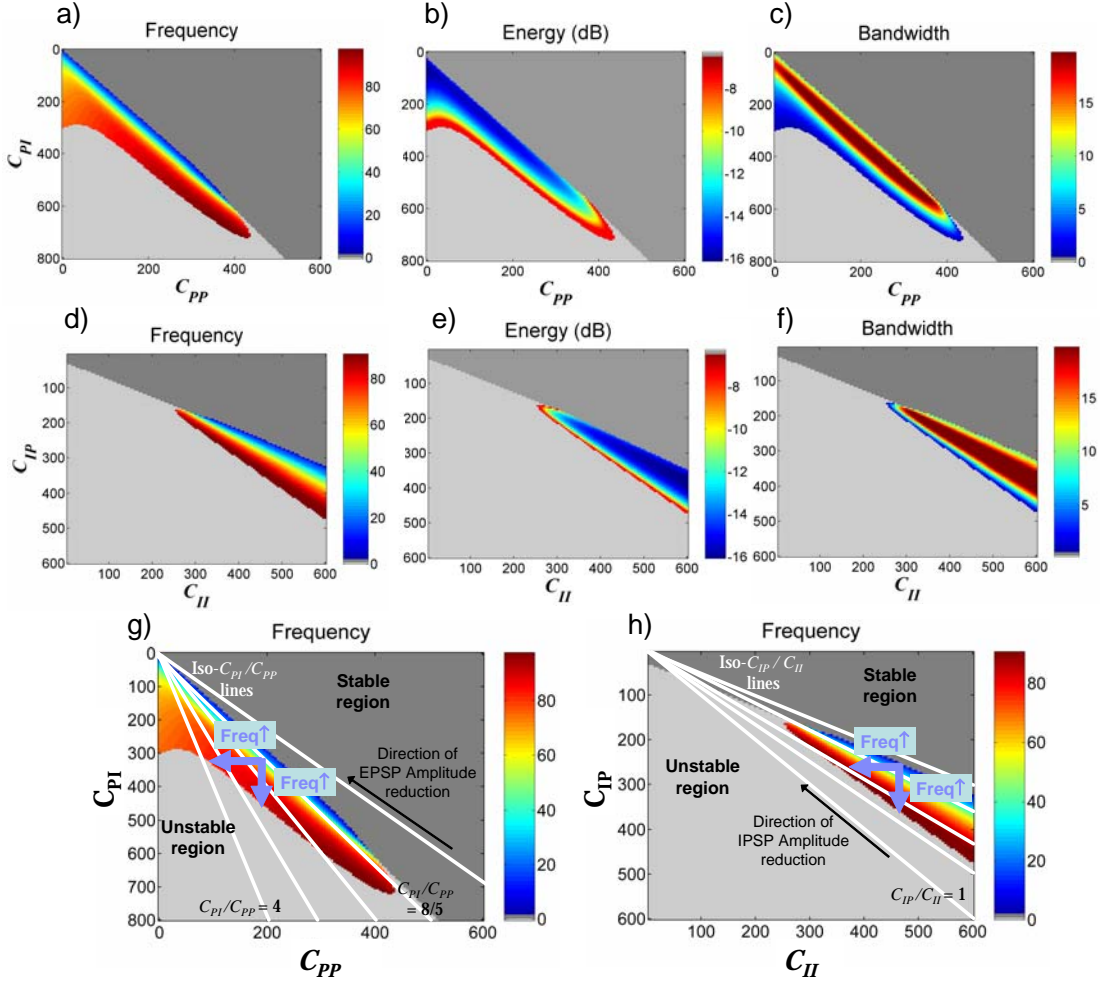 a)
Frequency
0
200
400
600
800
0
200
400
600
C_PI
C_PP
80
60
40
20
0
b)
Energy (dB)
0
200
400
600
800
0
200
400
600
C_PP
-8
-10
-12
-14
-16
c)
Bandwidth
0
200
400
600
800
0
200
400
600
C_PP
15
10
5
0
d)
Frequency
100
200
300
400
500
600
100 200 300 400 500 600
C_IP
C_II
80
60
40
20
0
e)
Energy (dB)
100
200
300
400
500
600
100 200 300 400 500 600
C_II
-8
-10
-12
-14
-16
f)
Bandwidth
100
200
300
400
500
600
100 200 300 400 500 600
C_II
15
10
5
0
g)
Frequency
0
100
200
300
400
500
600
700
800
0
200
400
600
C_PI
C_PP
Iso-C_PI/C_PP
lines
Stable
region
Freq↑
Freq↑
Direction of
EPSP Amplitude
reduction
Unstable
region
C_PI/C_PP = 4
C_PI/C_PP
= 8/5
80
60
40
20
0
h)
Frequency
0
100
200
300
400
500
600
100 200 300 400 500 600
C_IP
C_II
Iso-C_IP / C_II
lines
Stable
region
Freq↑
Freq↑
Unstable
region
Direction of
IPSP Amplitude
reduction
C_IP/C_II = 1
80
60
40
20
0